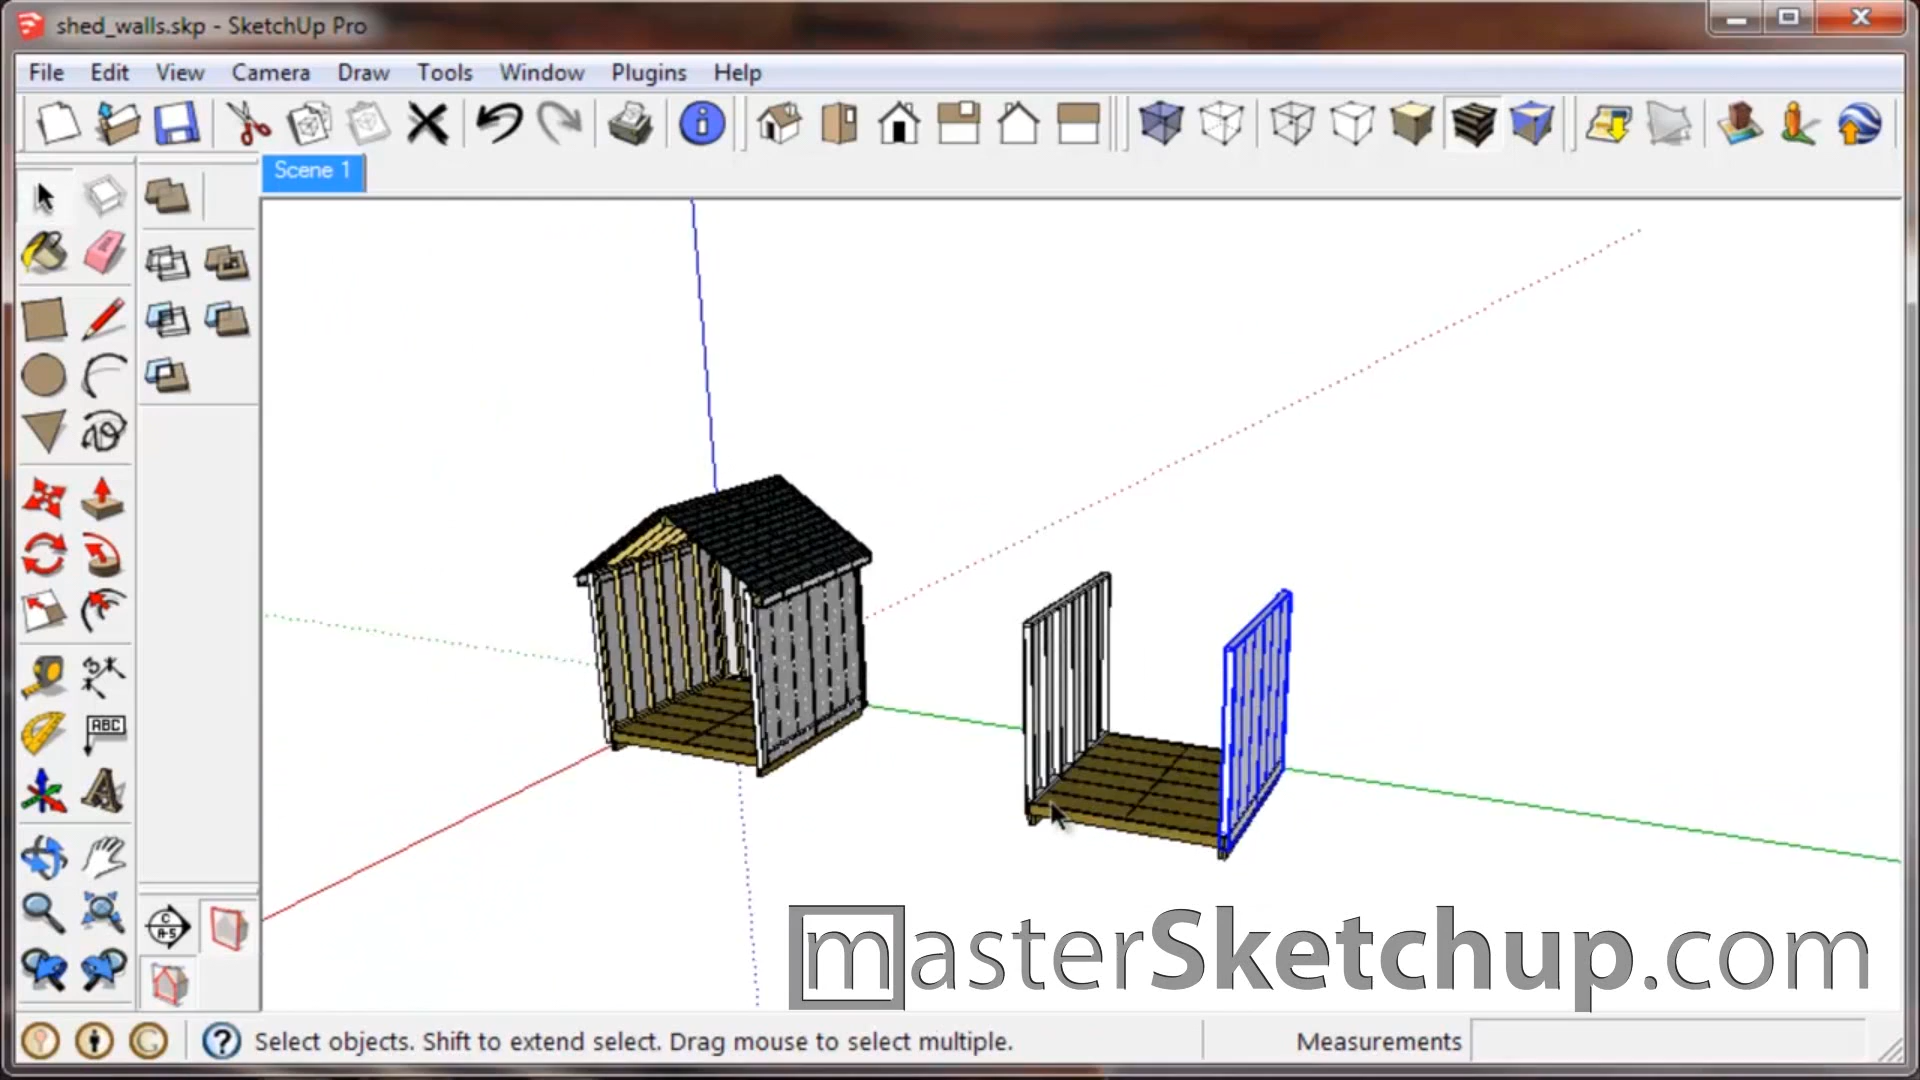 shed_walls.skp - SketchUp Pro
File Edit View Camera Draw Tools Window Plugins Help
Scene 1
ABC
C
A-5
masterSketchup.com
Select objects. Shift to extend select. Drag mouse to select multiple.
Measurements